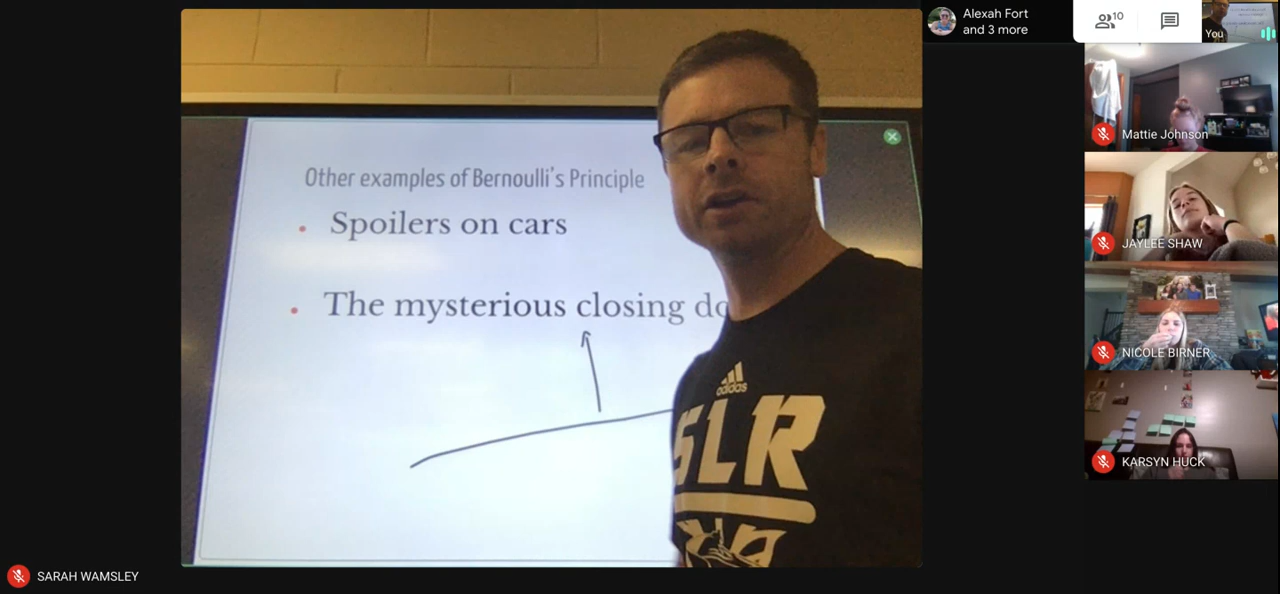 Alexah Fort
and 3 more
10
You
Other examples of Bernoulli's Principle
• Spoilers on cars
• The mysterious closing
adidas
SLR
Mattie Johnson
JAYLEE SHAW
NICOLE BIRNER
KARSYN HUCK
SARAH WAMSLEY